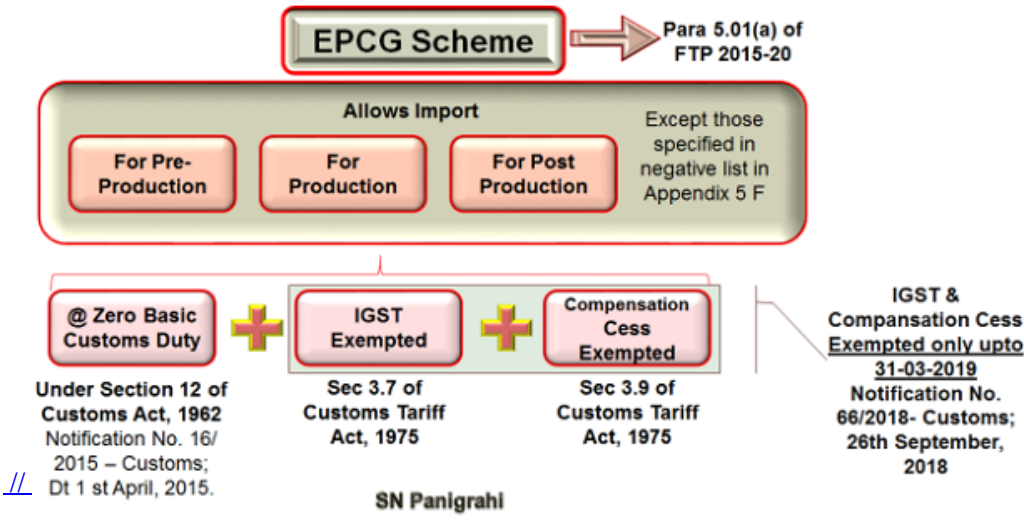 EPCG Scheme
Para 5.01(a) of
FTP 2015-20
Allows Import
For Pre-
Production
For
Production
For Post
Production
Except those
specified in
negative list in
Appendix 5 F
@ Zero Basic
Customs Duty
IGST
Exempted
Compensation
Cess
Exempted
Under Section 12 of
Customs Act, 1962
Notification No. 16/
2015 – Customs;
Dt 1 st April, 2015.
Sec 3.7 of
Customs Tariff
Act, 1975
Sec 3.9 of
Customs Tariff
Act, 1975
IGST &
Compansation Cess
Exempted only upto
31-03-2019
Notification No.
66/2018- Customs;
26th September,
2018
//
SN Panigrahi